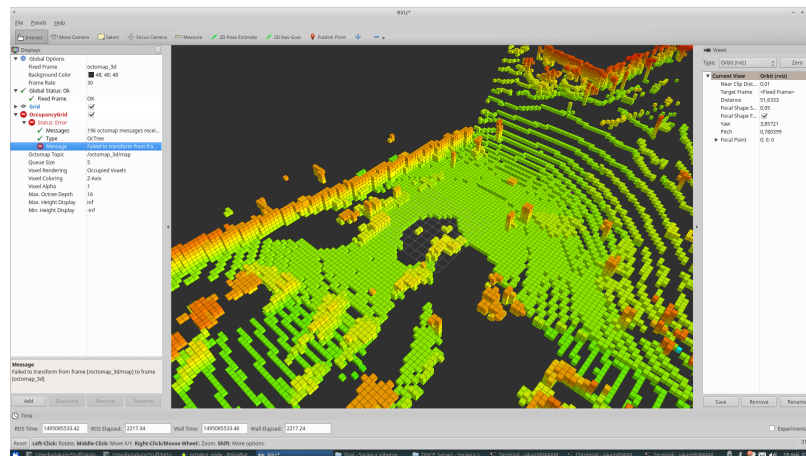 RViz*
File Panels Help
Interact Move Camera Select Focus Camera Measure 2D Pose Estimate 2D Nav Goal Publish Point
Displays
Global Options
Fixed Frame octomap_3d
Background Color 48; 48; 48
Frame Rate 30
Global Status: Ok
Fixed Frame OK
Grid
OccupancyGrid
Status: Error
Messages 196 octomap messages recei...
Type OcTree
Message Failed to transform from fra...
Octomap Topic /octomap_3d/map
Queue Size 5
Voxel Rendering Occupied Voxels
Voxel Coloring Z-Axis
Voxel Alpha 1
Max. Octree Depth 16
Max. Height Display inf
Min. Height Display -inf
Message
Failed to transform from frame [/octomap_3d/map] to frame
[octomap_3d]
Add Duplicate Remove Rename
Views
Type: Orbit (rviz) Zero
Current View Orbit (rviz)
Near Clip Dist... 0,01
Target Frame <Fixed Frame>
Distance 51,6333
Focal Shape S... 0,05
Focal Shape F...
Yaw 3,85721
Pitch 0,780399
Focal Point 0; 0; 0
Save Remove Rename
Time
ROS Time: 1495085533.42 ROS Elapsed: 2217.34 Wall Time: 1495085533.46 Wall Elapsed: 2217.24 Experimenta
Reset Left-Click: Rotate. Middle-Click: Move X/Y. Right-Click/Mouse Wheel:: Zoom. Shift: More options. 31